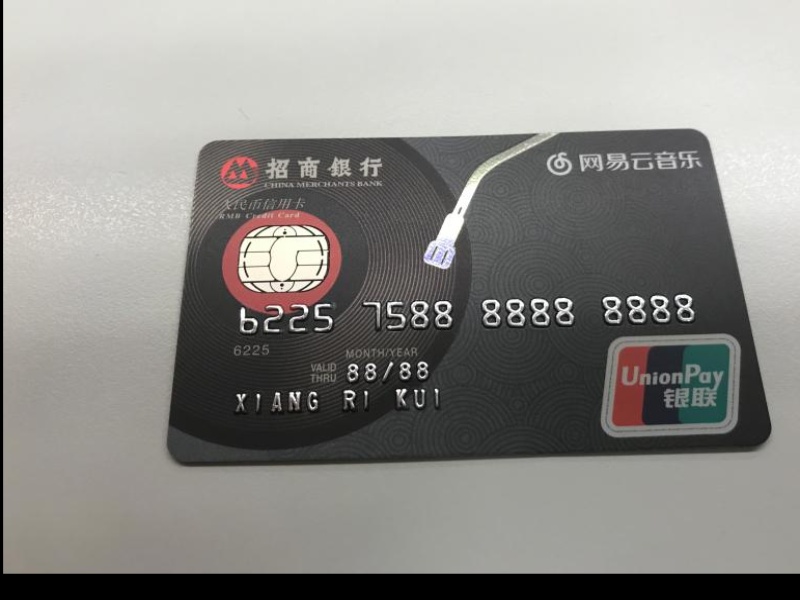 招商銀行
CHINA MERCHANTS BANK
网易云音乐
人民币信用卡
RMB Credit Card
6225 7588 8888 8888
6225
MONTH/YEAR
VALID THRU 88/88
XIANG RI KUI
UnionPay
银联